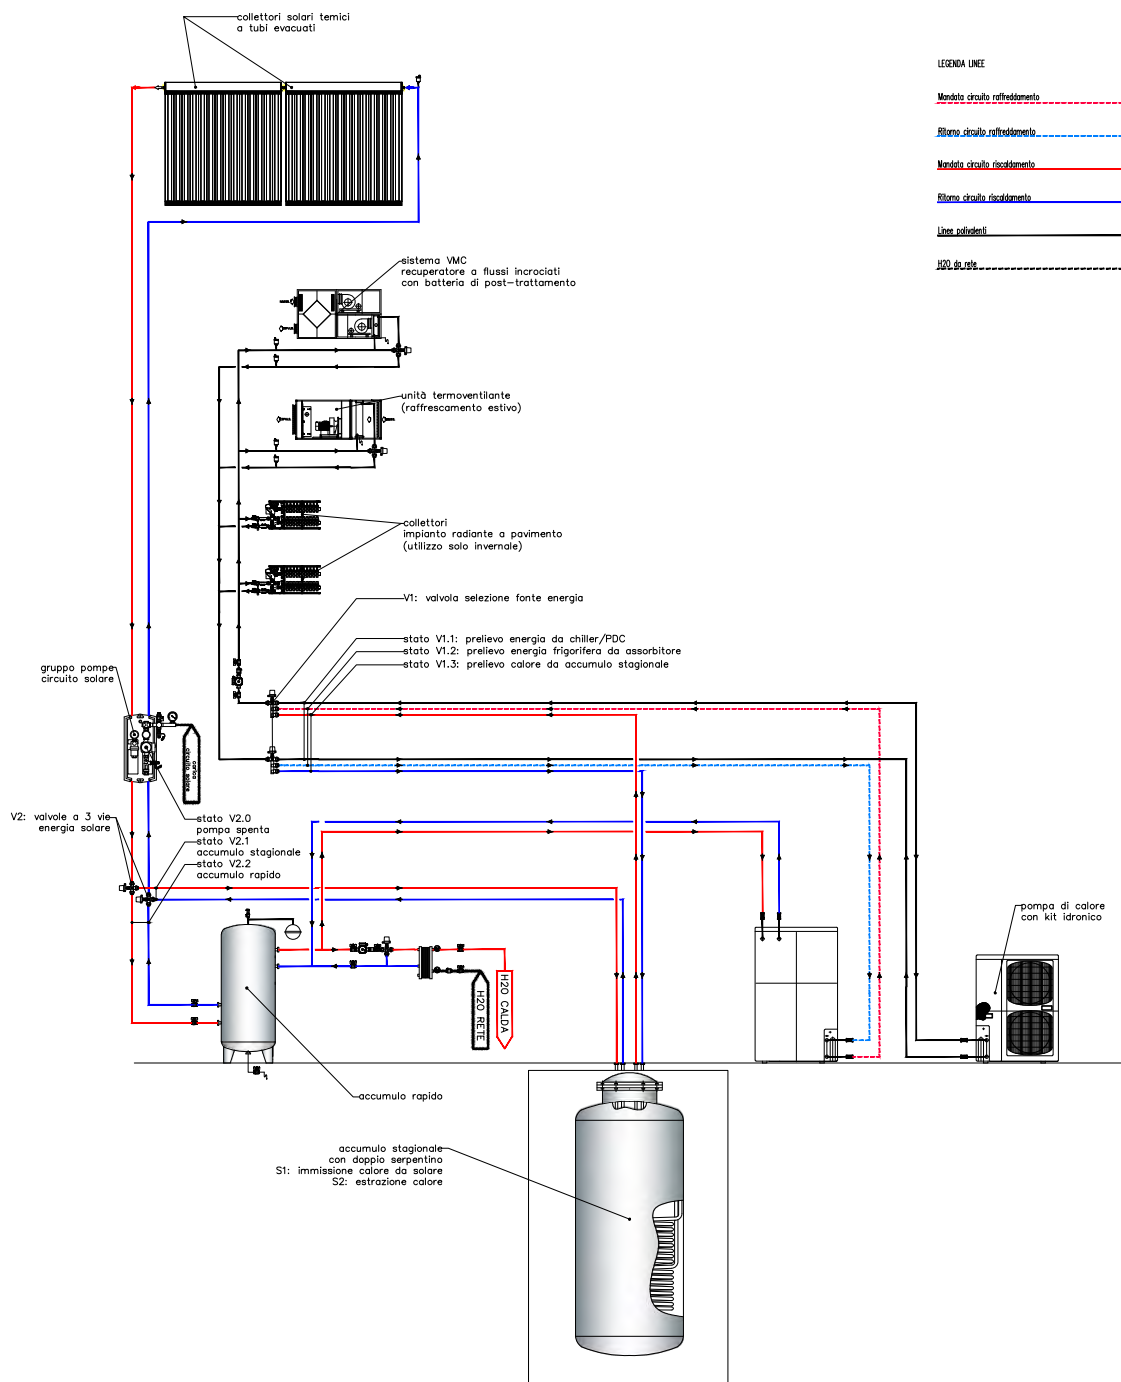 collettori solari temici
a tubi evacuati
LEGENDA LINEE
Mandata circuito raffreddamento
Ritorno circuito raffreddamento
Mandata circuito riscaldamento
Ritorno circuito riscaldamento
Linee polivalenti
H2O da rete
sistema VMC
recuperatore a flussi incrociati
con batteria di post-trattamento
unità termoventilante
(raffrescamento estivo)
collettori
impianto radiante a pavimento
(utilizzo solo invernale)
V1: valvola selezione fonte energia
stato V1.1: prelievo energia da chiller/PDC
stato V1.2: prelievo energia frigorifera da assorbitore
stato V1.3: prelievo calore da accumulo stagionale
gruppo pompe
circuito solare
carica
circuito solare
V2: valvole a 3 vie
energia solare
stato V2.0
pompa spenta
stato V2.1
accumulo stagionale
stato V2.2
accumulo rapido
pompa di calore
con kit idronico
H2O RETE
H2O CALDA
accumulo rapido
accumulo stagionale
con doppio serpentino
S1: immissione calore da solare
S2: estrazione calore